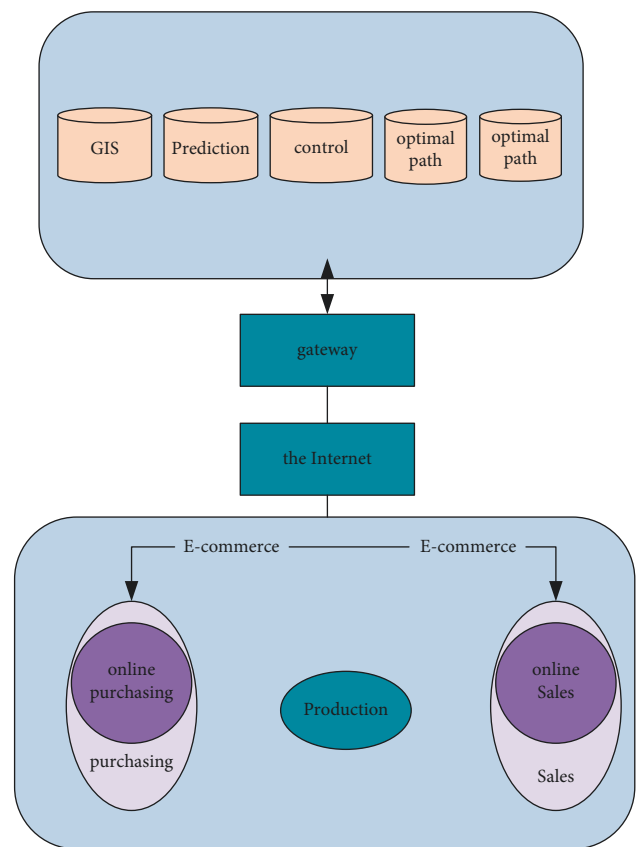 GIS
Prediction
control
optimal
path
optimal
path
gateway
the Internet
E-commerce
E-commerce
online
purchasing
purchasing
Production
online
Sales
Sales